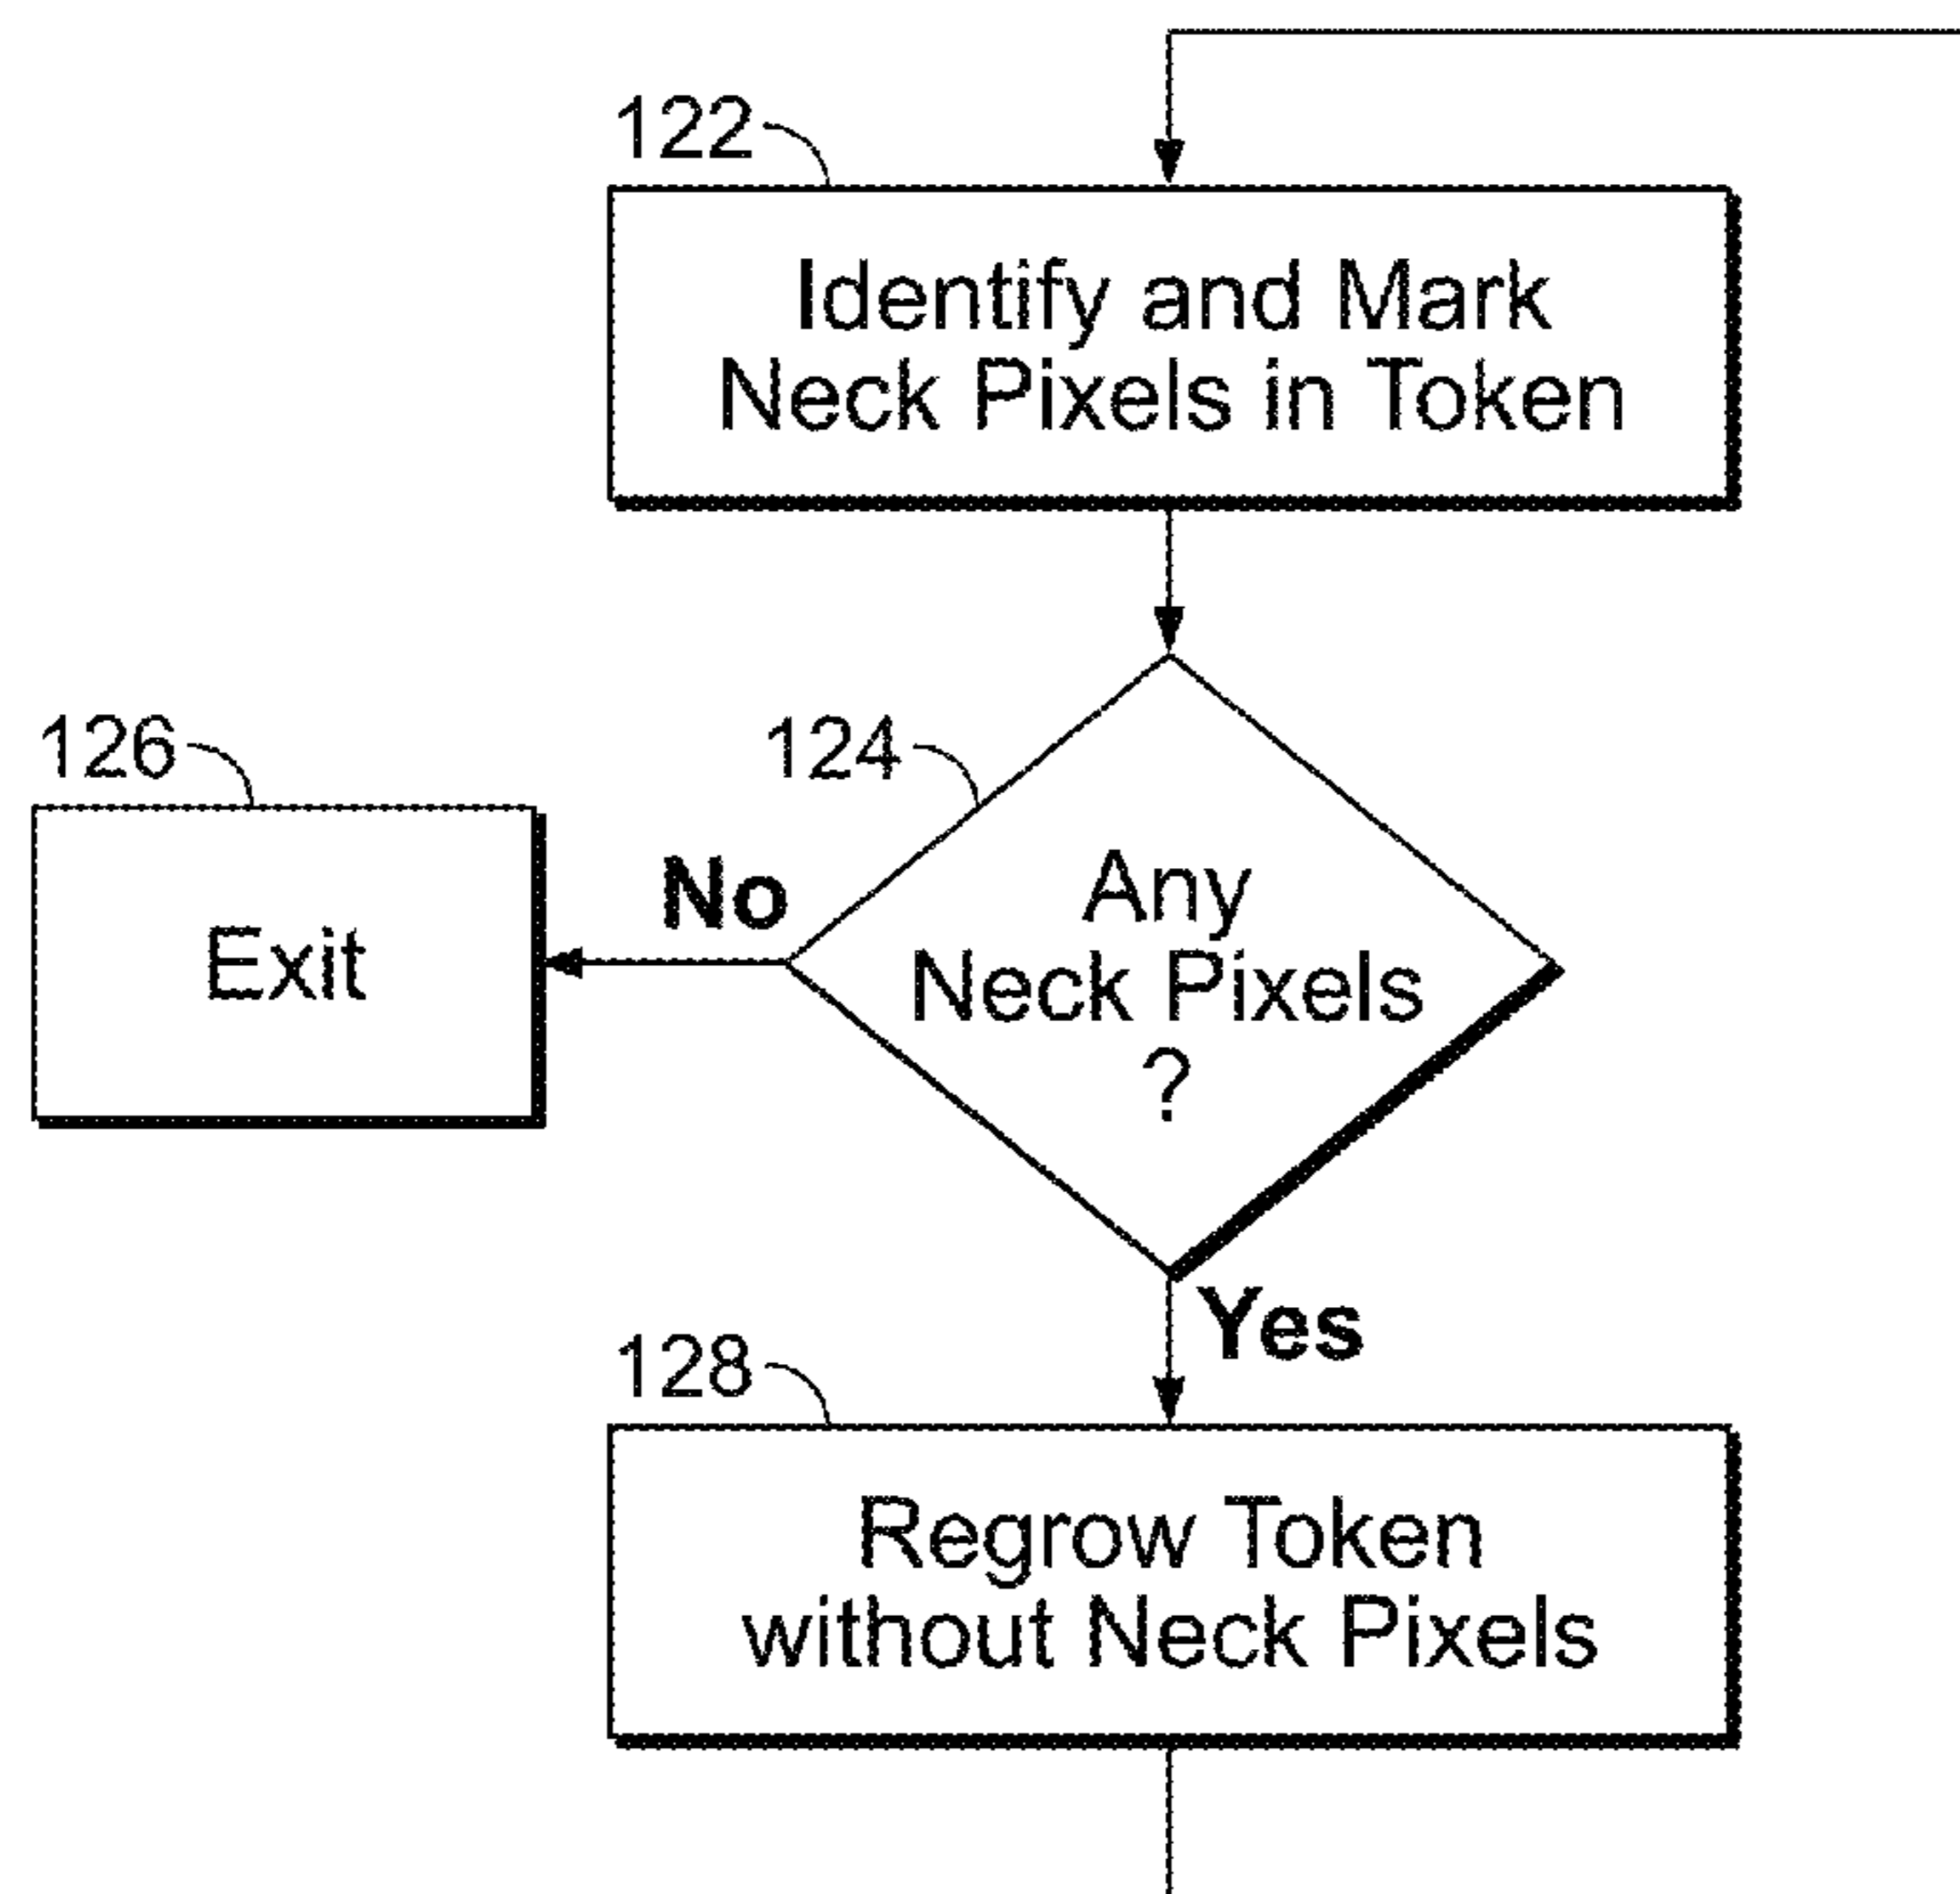 122
Identify and Mark
Neck Pixels in Token
126
124
No
Any
Neck Pixels
?
Exit
Yes
128
Regrow Token
without Neck Pixels